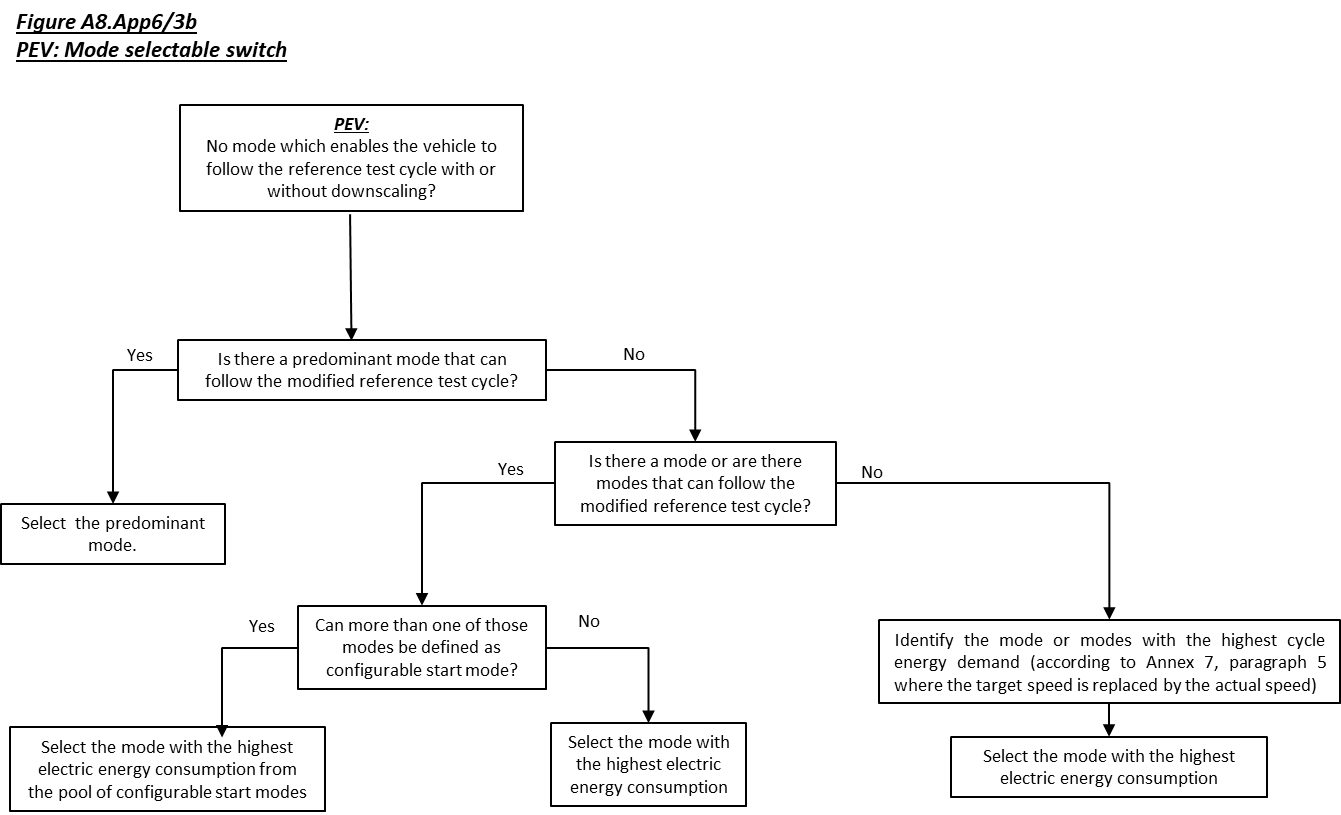 Figure A8.App6/3b
PEV: Mode selectable switch
PEV:
No mode which enables the vehicle to
follow the reference test cycle with or
without downscaling?
Yes
Is there a predominant mode that can
follow the modified reference test cycle?
No
Select the predominant
mode.
Yes
Is there a mode or are there
modes that can follow the
modified reference test cycle?
No
Yes
Can more than one of those
modes be defined as
configurable start mode?
No
Identify the mode or modes with the highest cycle
energy demand (according to Annex 7, paragraph 5
where the target speed is replaced by the actual speed)
Select the mode with the highest
electric energy consumption from
the pool of configurable start modes
Select the mode with
the highest electric
energy consumption
Select the mode with the highest
electric energy consumption